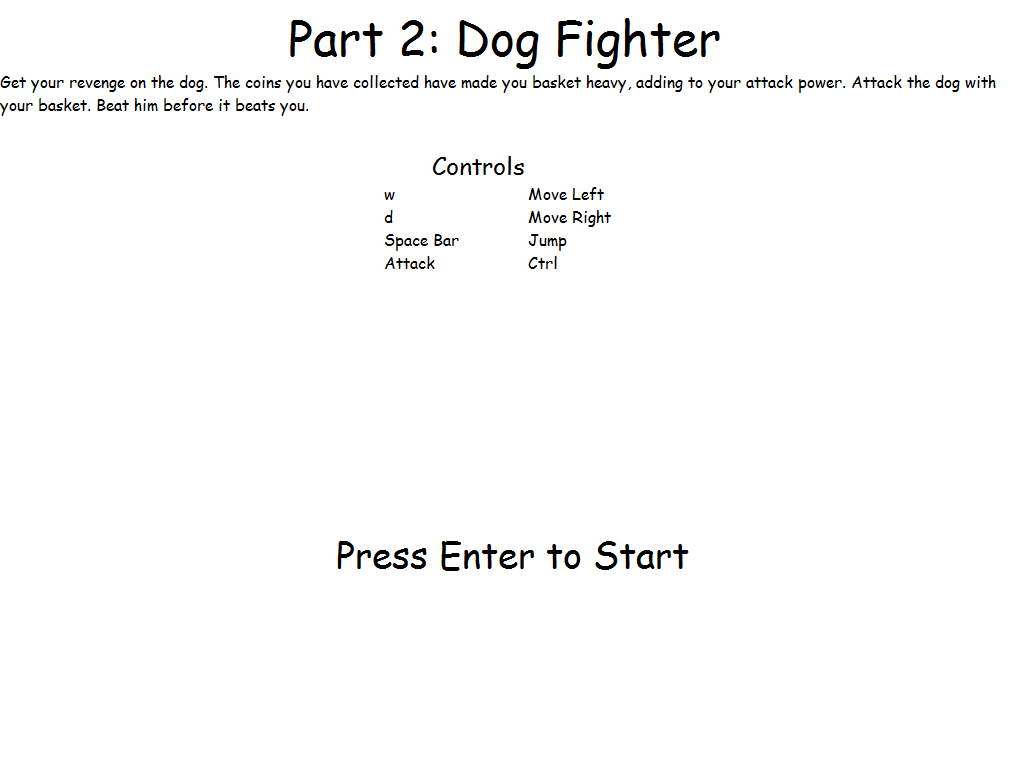 Part 2: Dog Fighter
Get your revenge on the dog. The coins you have collected have made you basket heavy, adding to your attack power. Attack the dog with
your basket. Beat him before it beats you.
Controls
w Move Left
d Move Right
Space Bar Jump
Attack Ctrl
Press Enter to Start